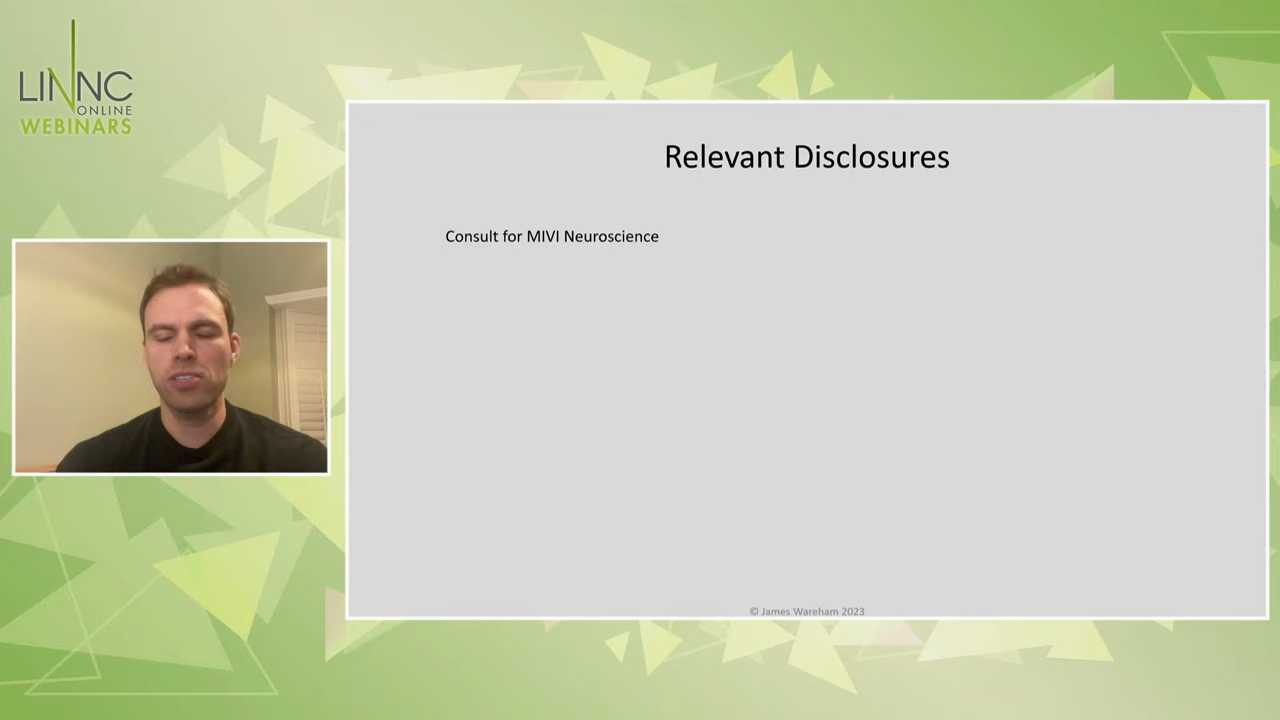 LINNC
ONLINE
WEBINARS
Relevant Disclosures
Consult for MIVI Neuroscience
© James Wareham 2023